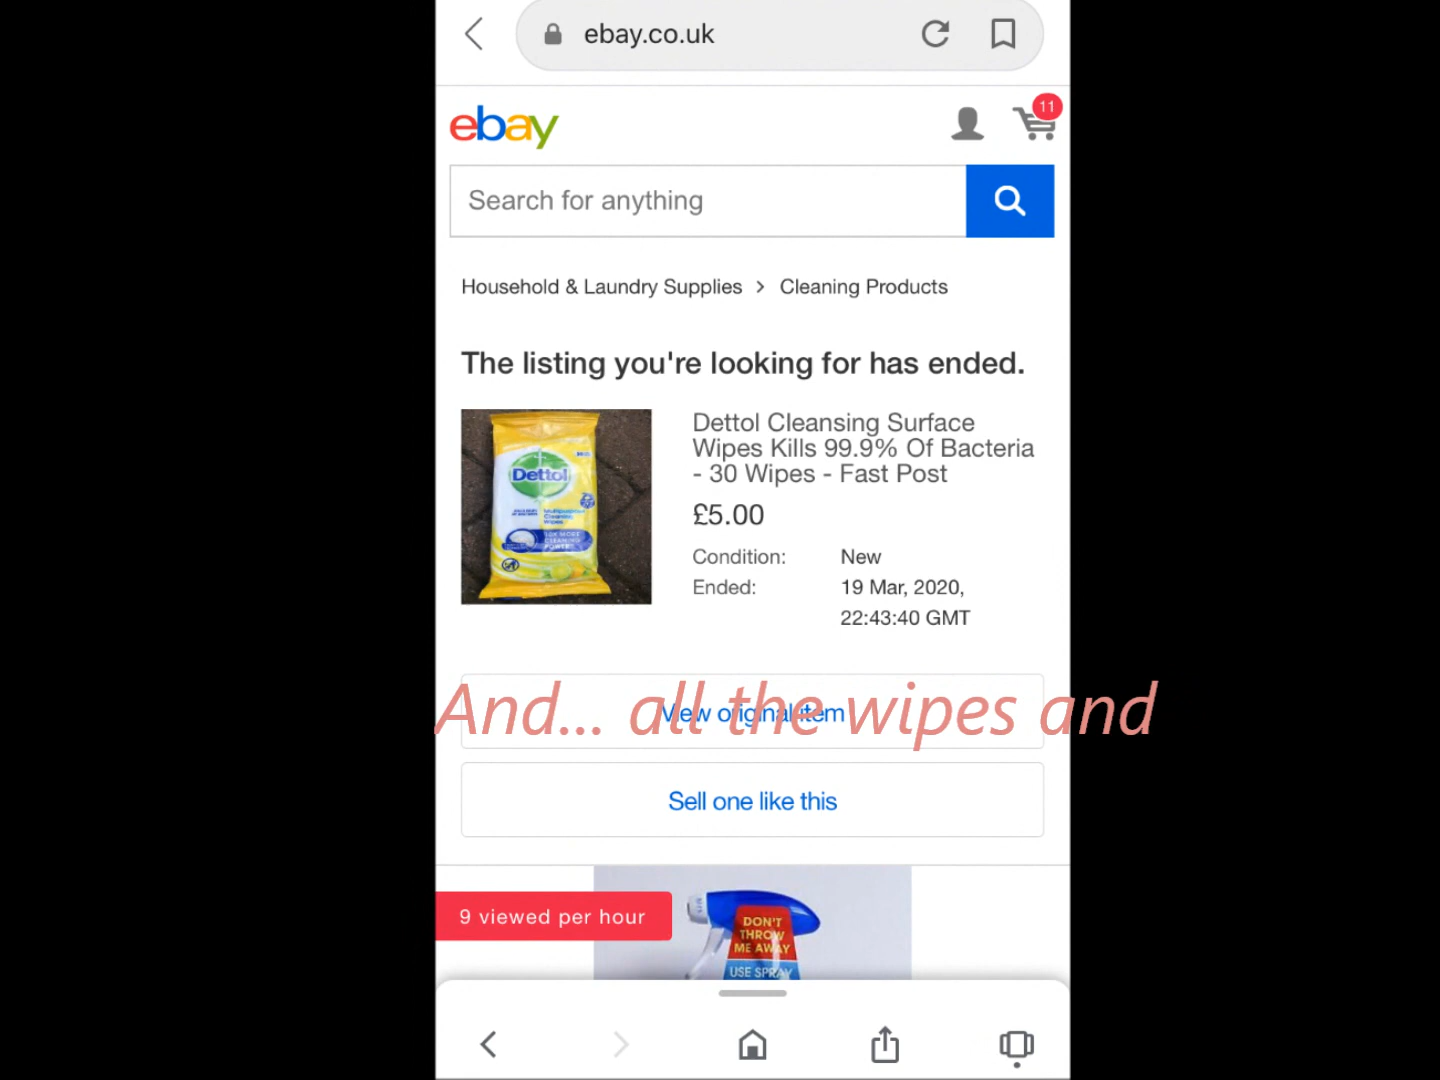 ebay.co.uk
ebay
11
Search for anything
Household & Laundry Supplies > Cleaning Products
The listing you're looking for has ended.
Dettol
Dettol Cleansing Surface
Wipes Kills 99.9% Of Bacteria
- 30 Wipes - Fast Post
£5.00
Condition: New
Ended: 19 Mar, 2020,
22:43:40 GMT
View original item
And... all the wipes and
Sell one like this
9 viewed per hour
DON'T
THROW
ME AWAY
USE SPRAY